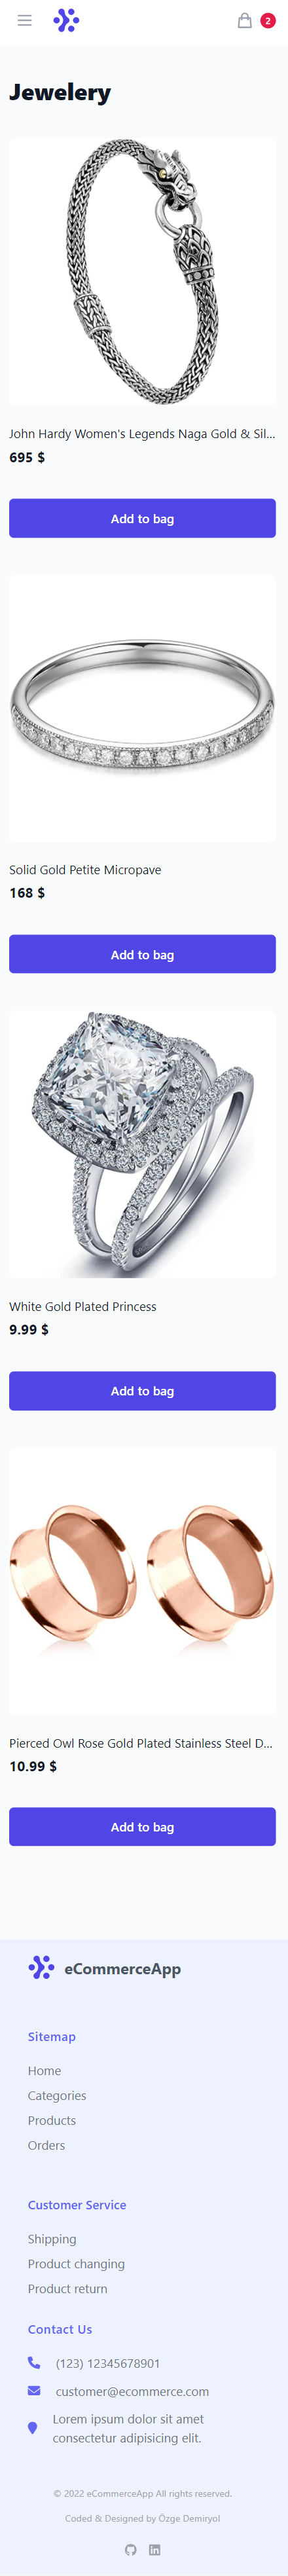 2
Jewelery
John Hardy Women's Legends Naga Gold & Sil...
695 $
Add to bag
Solid Gold Petite Micropave
168 $
Add to bag
White Gold Plated Princess
9.99 $
Add to bag
Pierced Owl Rose Gold Plated Stainless Steel D...
10.99 $
Add to bag
eCommerceApp
Sitemap
Home
Categories
Products
Orders
Customer Service
Shipping
Product changing
Product return
Contact Us
(123) 12345678901
customer@ecommerce.com
Lorem ipsum dolor sit amet
consectetur adipisicing elit.
© 2022 eCommerceApp All rights reserved.
Coded & Designed by Özge Demiryol